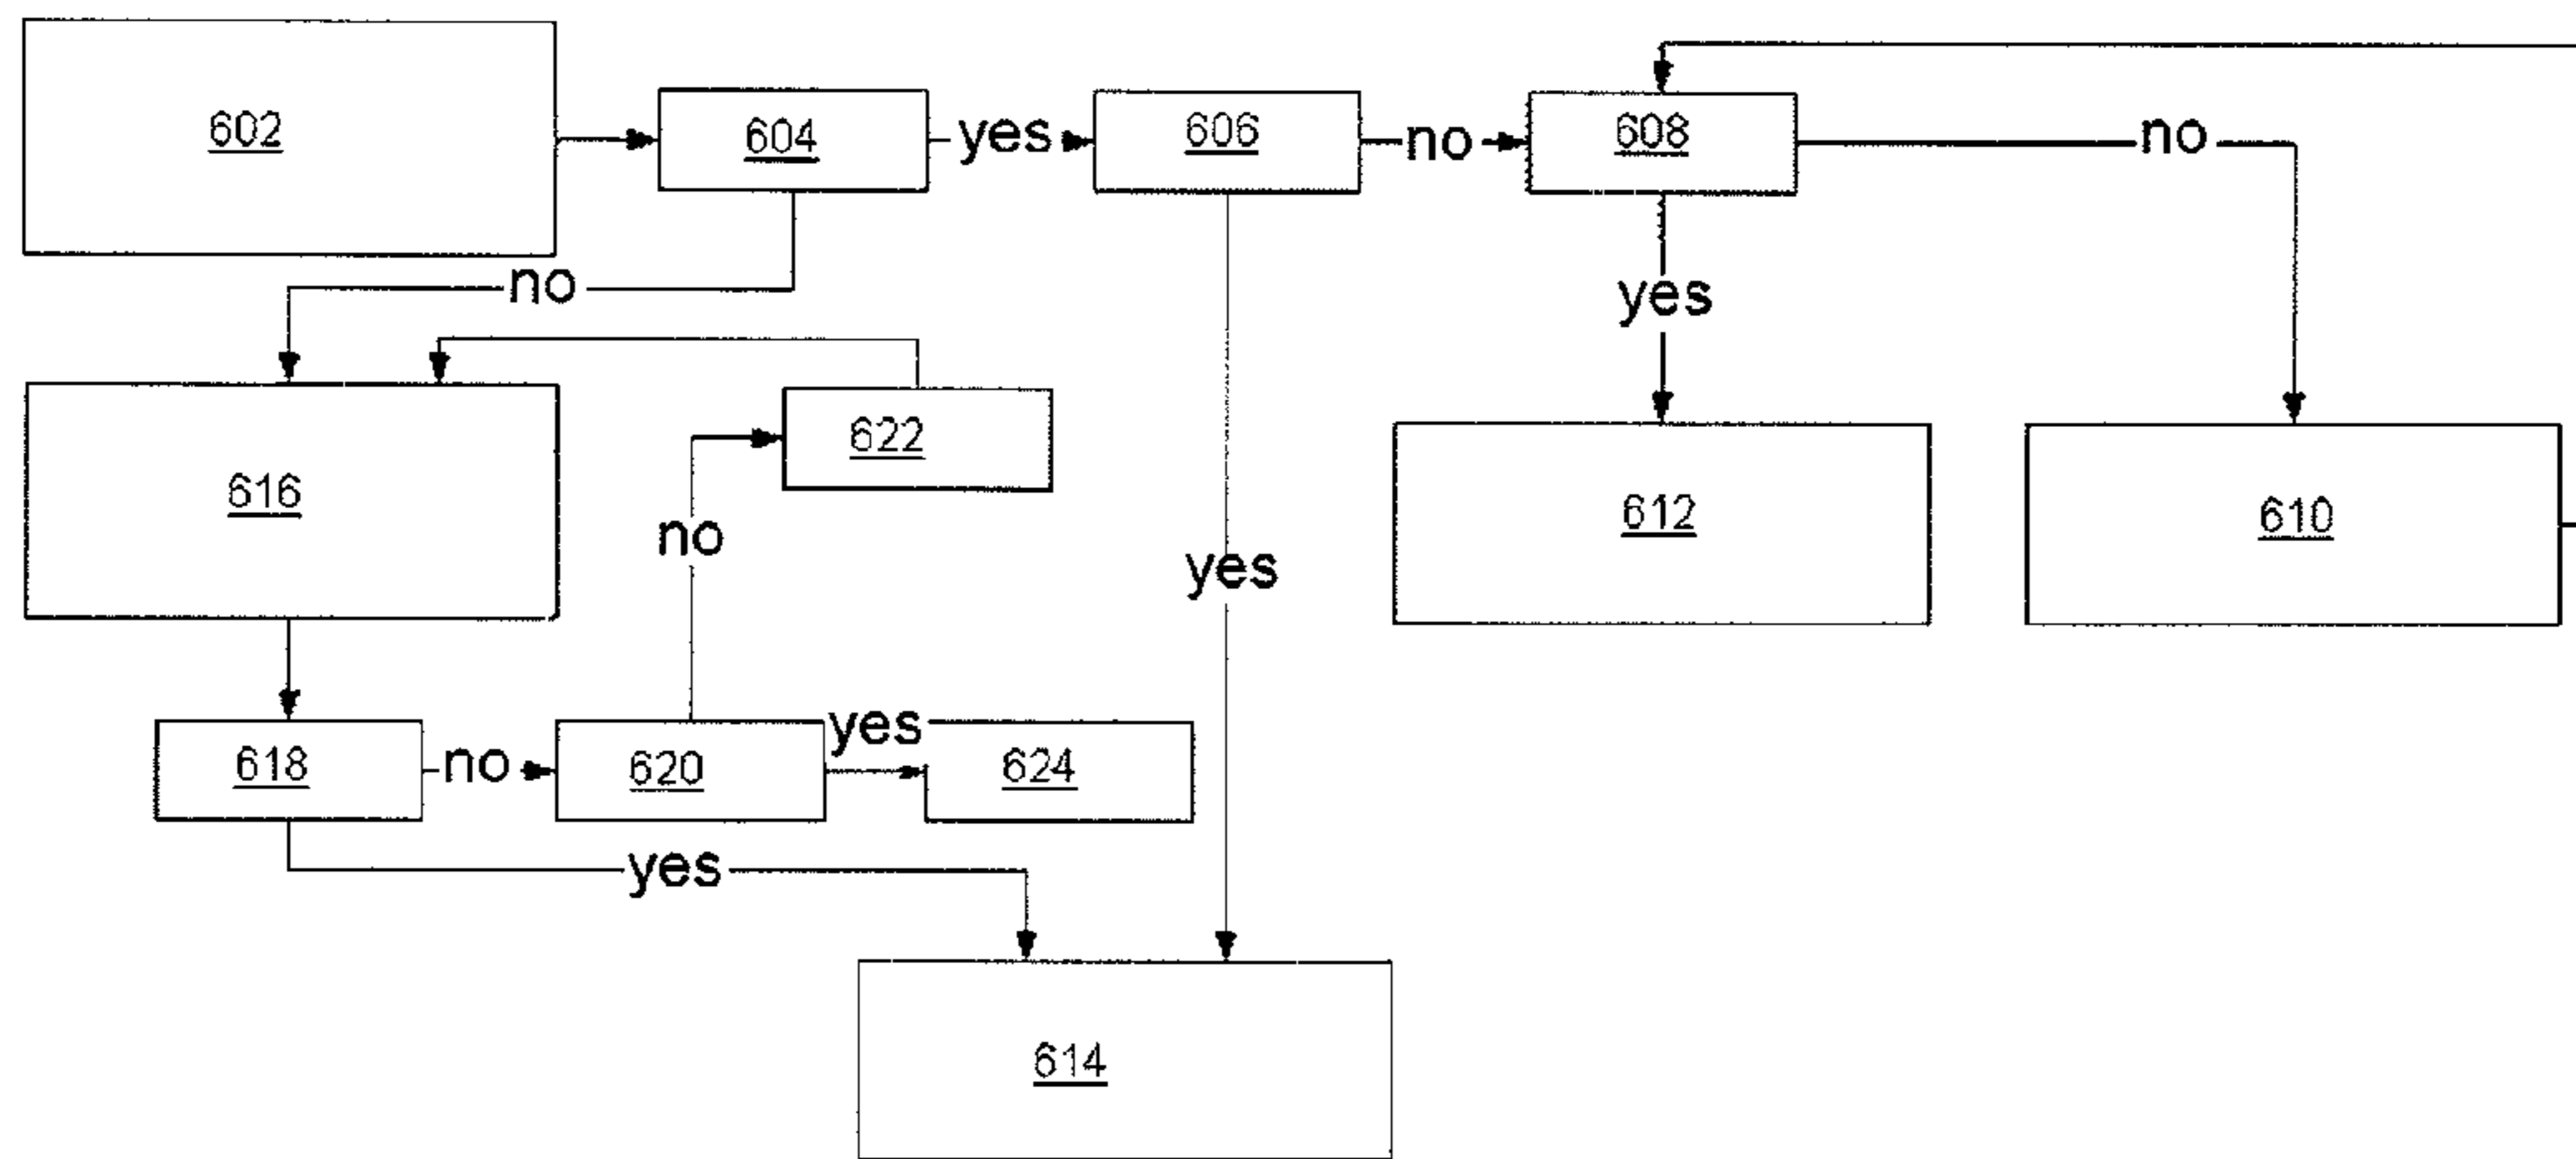 602
604
yes
606
no
608
no
no
yes
622
616
612
610
no
yes
yes
618
no
620
624
yes
614